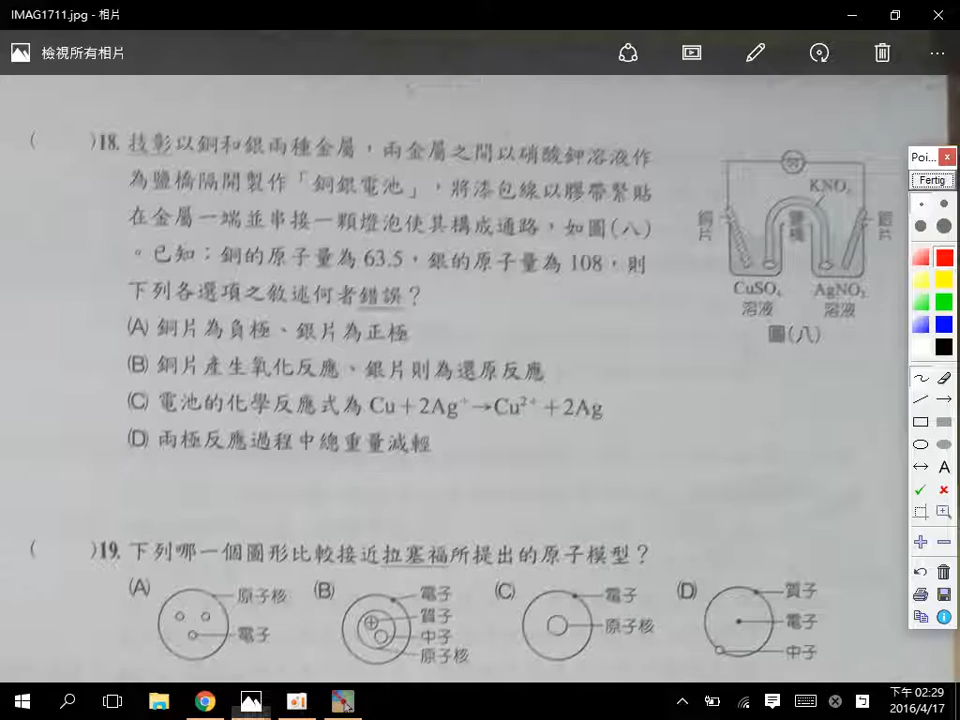 IMAG1711.jpg - 相片
檢視所有相片
( )18. 技彰以銅和銀兩種金屬，兩金屬之間以硝酸鉀溶液作
為鹽橋隔開製作「銅銀電池」，將漆包線以膠帶緊貼
在金屬一端並串接一顆燈泡使其構成通路，如圖(八)
。已知：銅的原子量為 63.5，銀的原子量為 108，則
下列各選項之敘述何者錯誤？
(A) 銅片為負極、銀片為正極
(B) 銅片產生氧化反應、銀片則為還原反應
(C) 電池的化學反應式為 Cu＋2Ag⁺→Cu²⁺＋2Ag
(D) 兩極反應過程中總重量減輕
KNO₃
銅片
鹽橋
銀片
CuSO₄
溶液
AgNO₃
溶液
圖(八)
( )19. 下列哪一個圖形比較接近拉塞福所提出的原子模型？
(A)
原子核
電子
(B)
電子
質子
中子
原子核
(C)
電子
原子核
(D)
質子
電子
中子
Poi...
Fertig
A
下午 02:29
2016/4/17